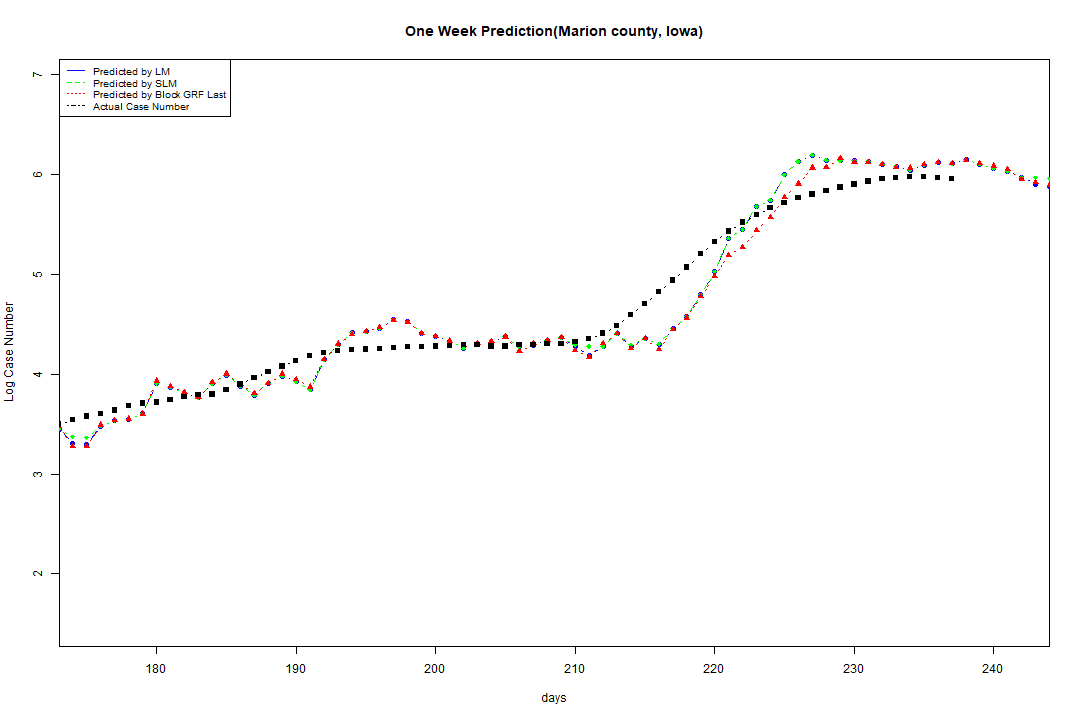 One Week Prediction(Marion county, Iowa)
Predicted by LM
Predicted by SLM
Predicted by Block GRF Last
Actual Case Number
Log Case Number
7
6
5
4
3
2
180 190 200 210 220 230 240
days